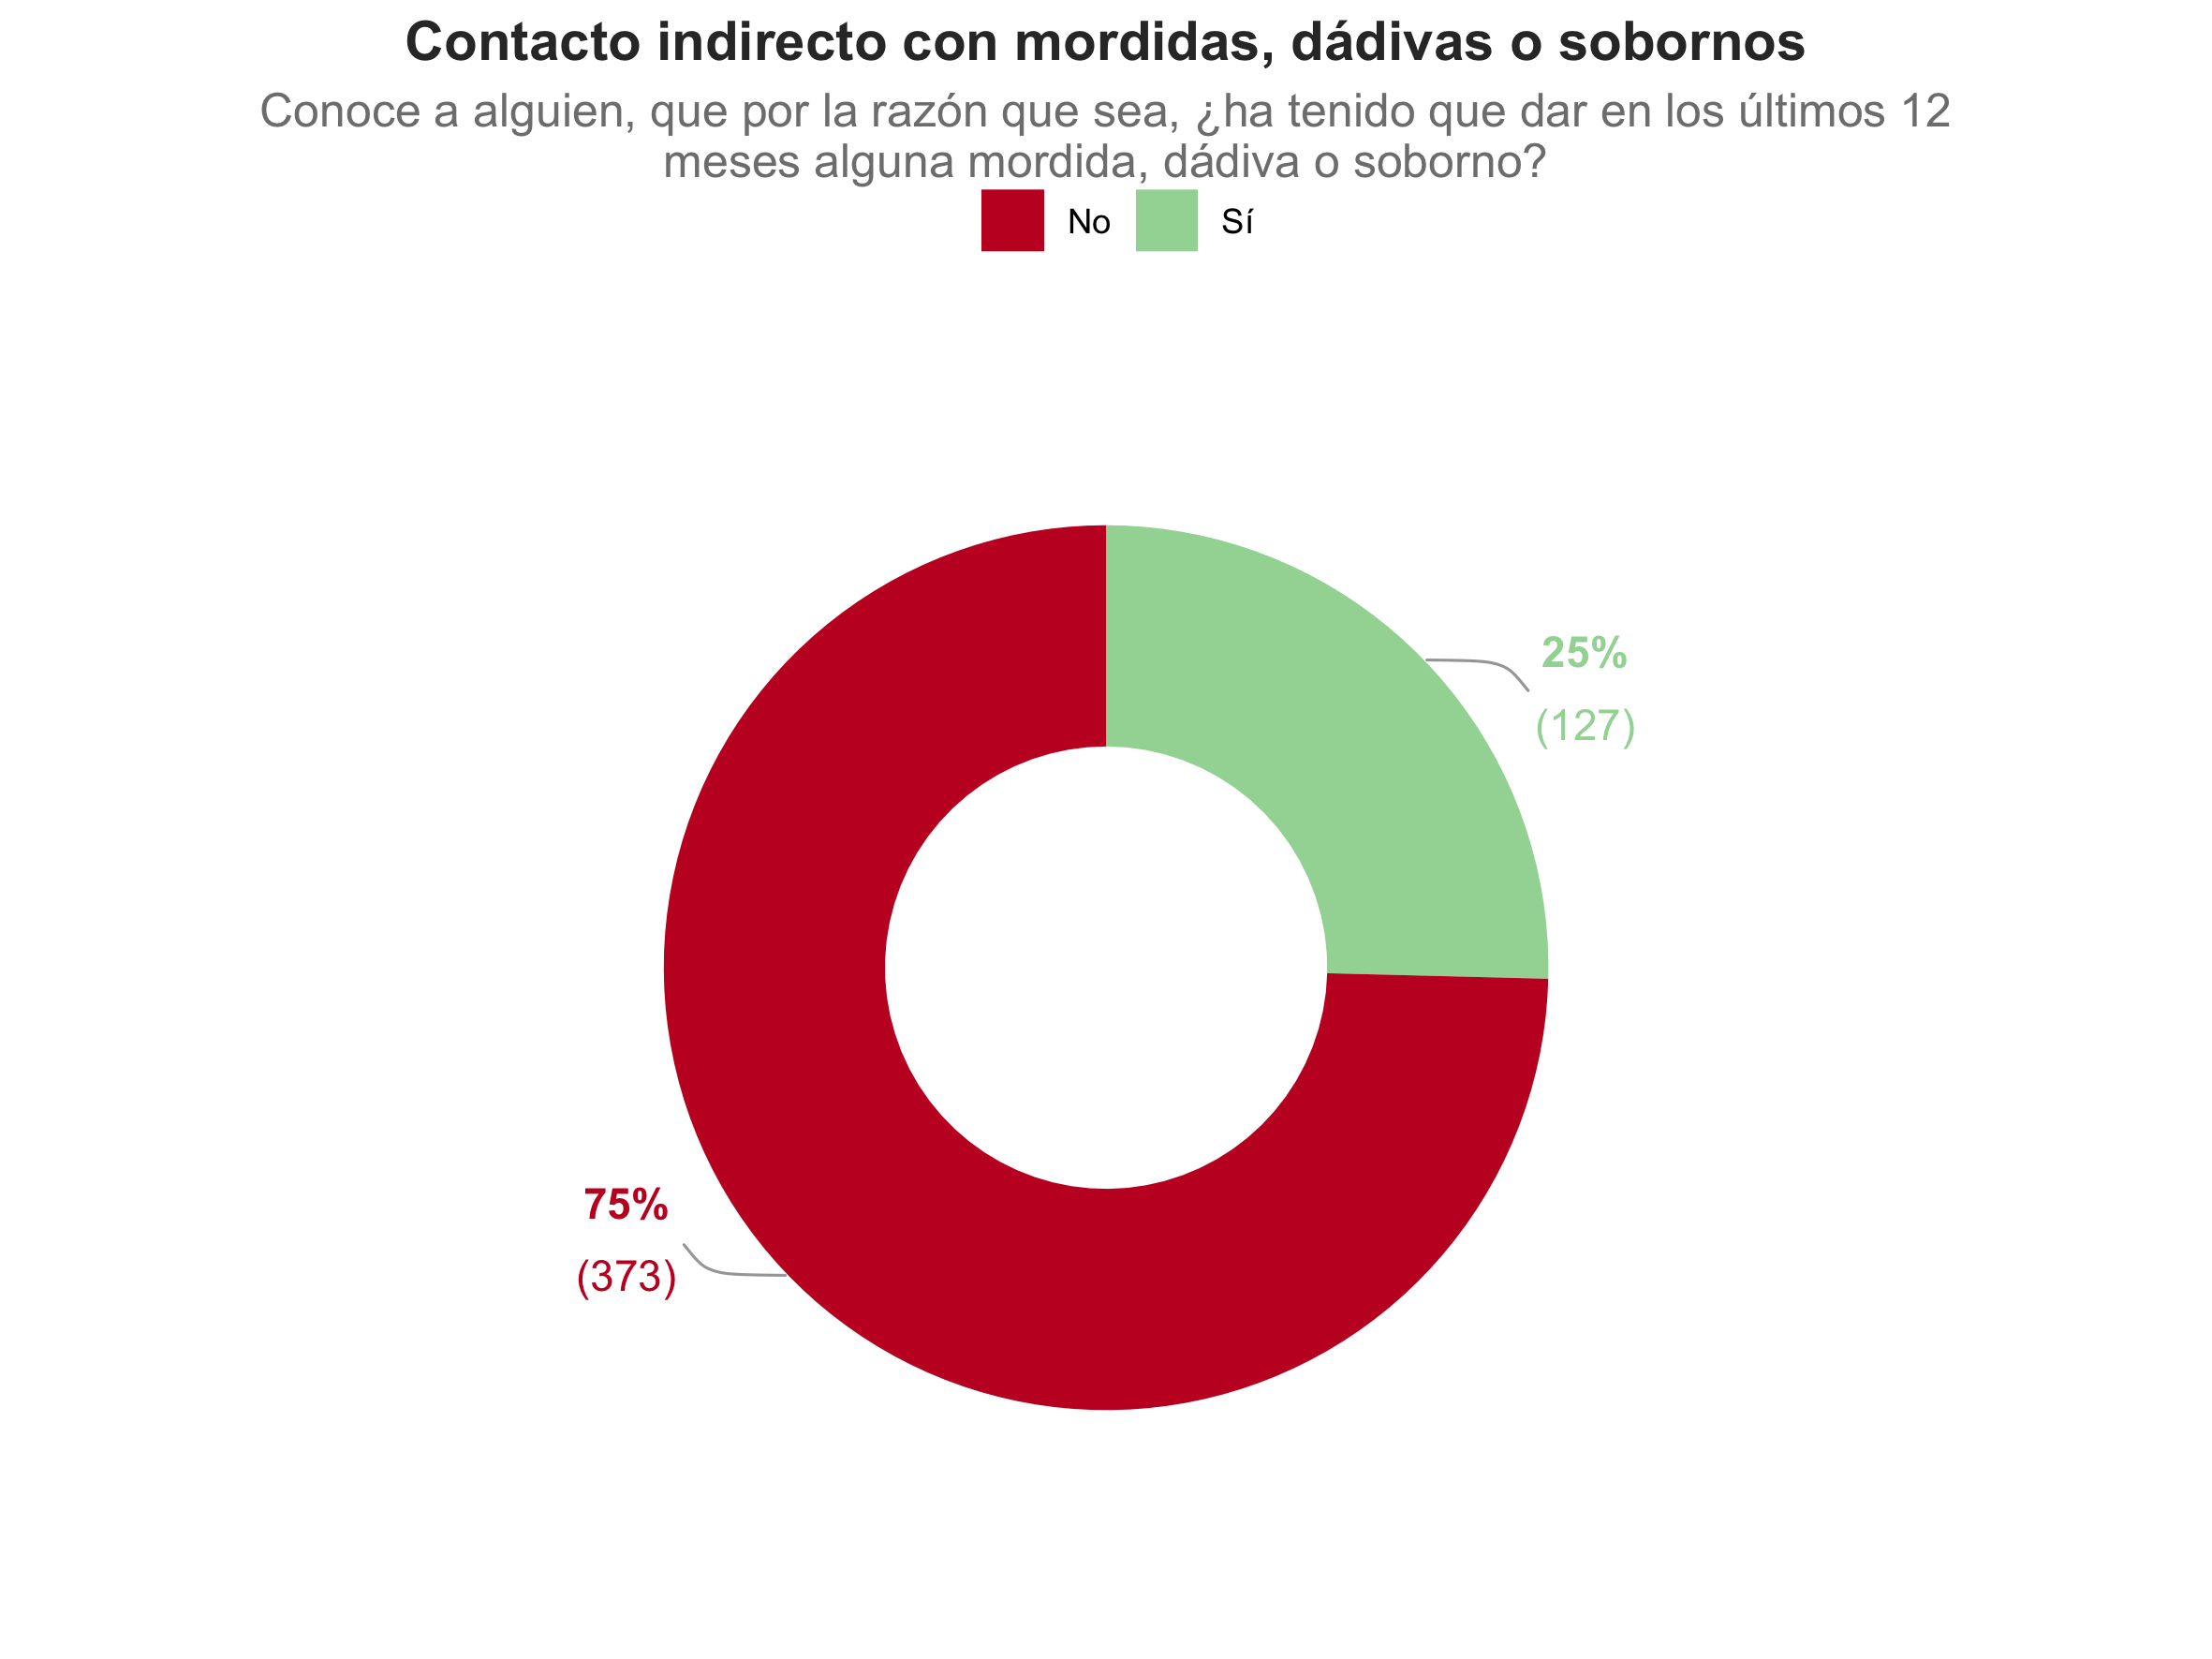 Contacto indirecto con mordidas, dádivas o sobornos
Conoce a alguien, que por la razón que sea, ¿ha tenido que dar en los últimos 12
meses alguna mordida, dádiva o soborno?
No Sí
25%
(127)
75%
(373)